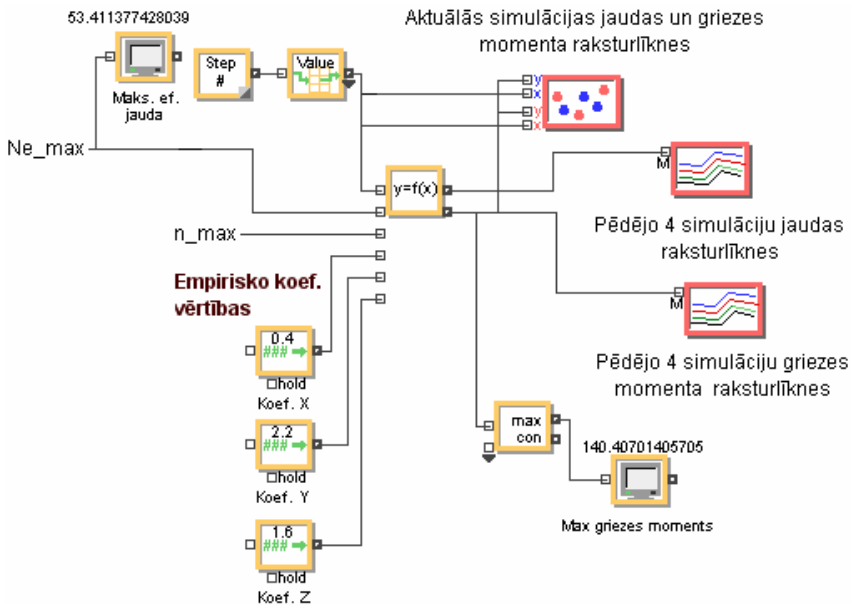 53.411377428039
Aktuālās simulācijas jaudas un griezes
momenta raksturlīknes
Step
#
Value
Maks. ef.
jauda
y
x
y
x
Ne_max
M
y=f(x)
Pēdējo 4 simulāciju jaudas
raksturlīknes
n_max
Empirisko koef.
vērtības
M
0.4
###
hold
Koef. X
Pēdējo 4 simulāciju griezes
momenta raksturlīknes
max
con
2.2
###
hold
Koef. Y
140.40701405705
Max griezes moments
1.6
###
hold
Koef. Z